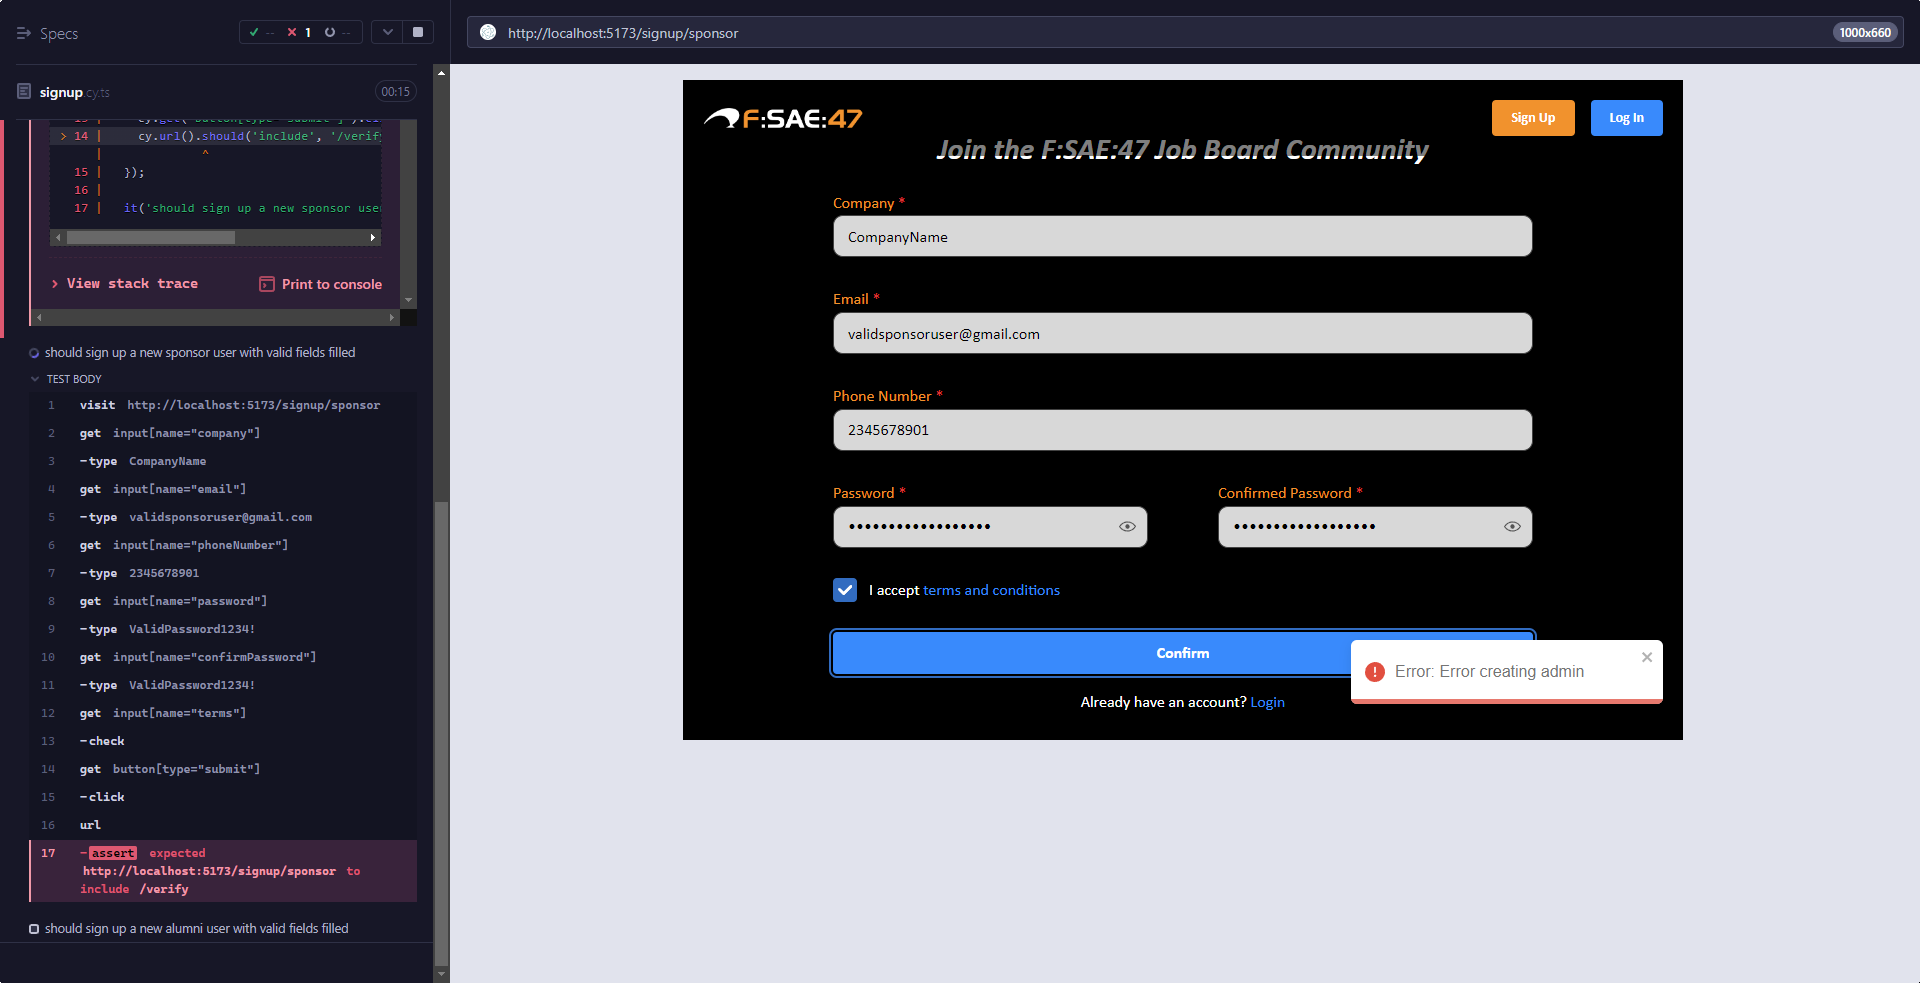 Specs
-- 1 --
http://localhost:5173/signup/sponsor
1000x660
signup.cy.ts
00:15
> 14 | cy.url().should('include', '/verify
| ^
15 | });
16 |
17 | it('should sign up a new sponsor user
> View stack trace
Print to console
should sign up a new sponsor user with valid fields filled
TEST BODY
1 visit http://localhost:5173/signup/sponsor
2 get input[name="company"]
3 -type CompanyName
4 get input[name="email"]
5 -type validsponsoruser@gmail.com
6 get input[name="phoneNumber"]
7 -type 2345678901
8 get input[name="password"]
9 -type ValidPassword1234!
10 get input[name="confirmPassword"]
11 -type ValidPassword1234!
12 get input[name="terms"]
13 -check
14 get button[type="submit"]
15 -click
16 url
17 -assert expected
http://localhost:5173/signup/sponsor to
include /verify
should sign up a new alumni user with valid fields filled
F:SAE:47
Sign Up
Log In
Join the F:SAE:47 Job Board Community
Company *
CompanyName
Email *
validsponsoruser@gmail.com
Phone Number *
2345678901
Password *
Confirmed Password *
••••••••••••••••••
••••••••••••••••••
I accept terms and conditions
Confirm
Error: Error creating admin
Already have an account? Login